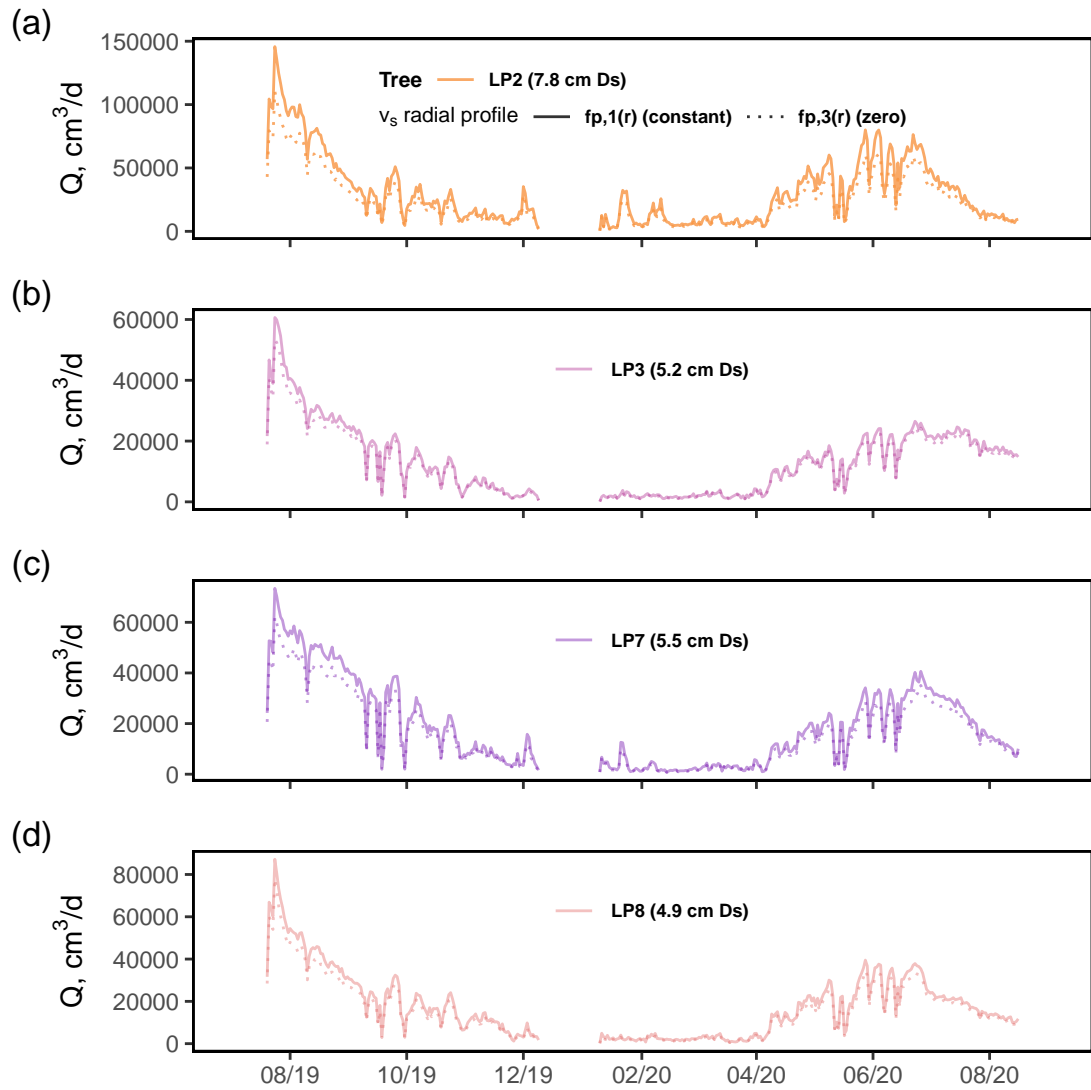 (a)
150000
100000
50000
0
Q, cm³/d
Tree LP2 (7.8 cm Ds)
vₛ radial profile fp,1(r) (constant) fp,3(r) (zero)
(b)
60000
40000
20000
0
Q, cm³/d
LP3 (5.2 cm Ds)
(c)
60000
40000
20000
0
Q, cm³/d
LP7 (5.5 cm Ds)
(d)
80000
60000
40000
20000
0
Q, cm³/d
LP8 (4.9 cm Ds)
08/19 10/19 12/19 02/20 04/20 06/20 08/20